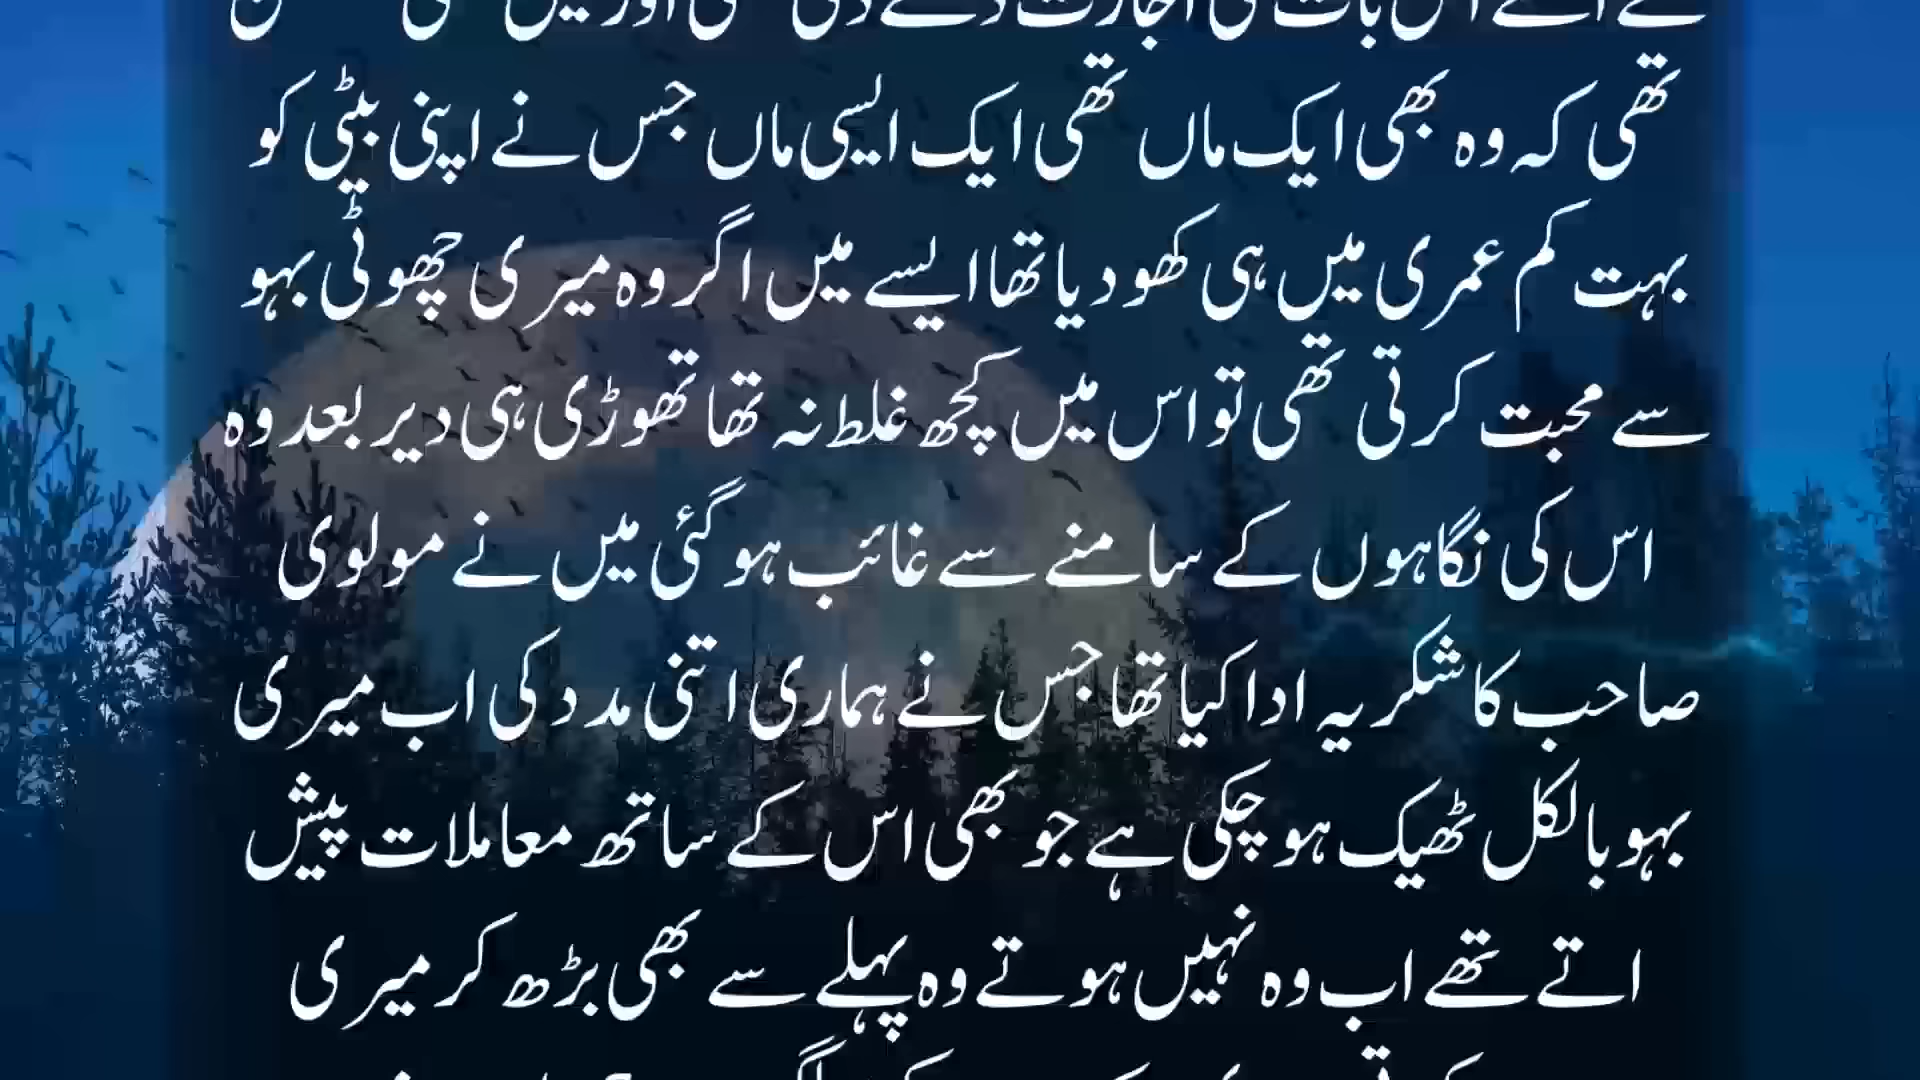 نے اسے اس بات کی اجازت دے دی تھی اور میں
تھی کہ وہ بھی ایک ماں تھی ایک ایسی ماں جس نے اپنی بیٹی کو
بہت کم عمری میں ہی کھو دیا تھا ایسے میں اگر وہ میری چھوٹی بہو
سے محبت کرتی تھی تو اس میں کچھ غلط نہ تھا تھوڑی ہی دیر بعد وہ
اس کی نگاہوں کے سامنے سے غائب ہو گئی میں نے مولوی
صاحب کا شکریہ ادا کیا تھا جس نے ہماری اتنی مدد کی اب میری
بہو بالکل ٹھیک ہو چکی ہے جو بھی اس کے ساتھ معاملات پیش
اتے تھے اب وہ نہیں ہوتے وہ پہلے سے بھی بڑھ کر میری